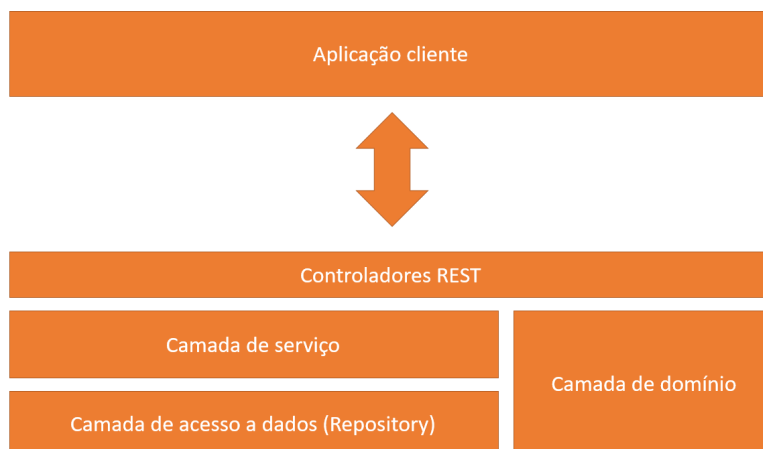 Aplicação cliente
Controladores REST
Camada de serviço
Camada de domínio
Camada de acesso a dados (Repository)